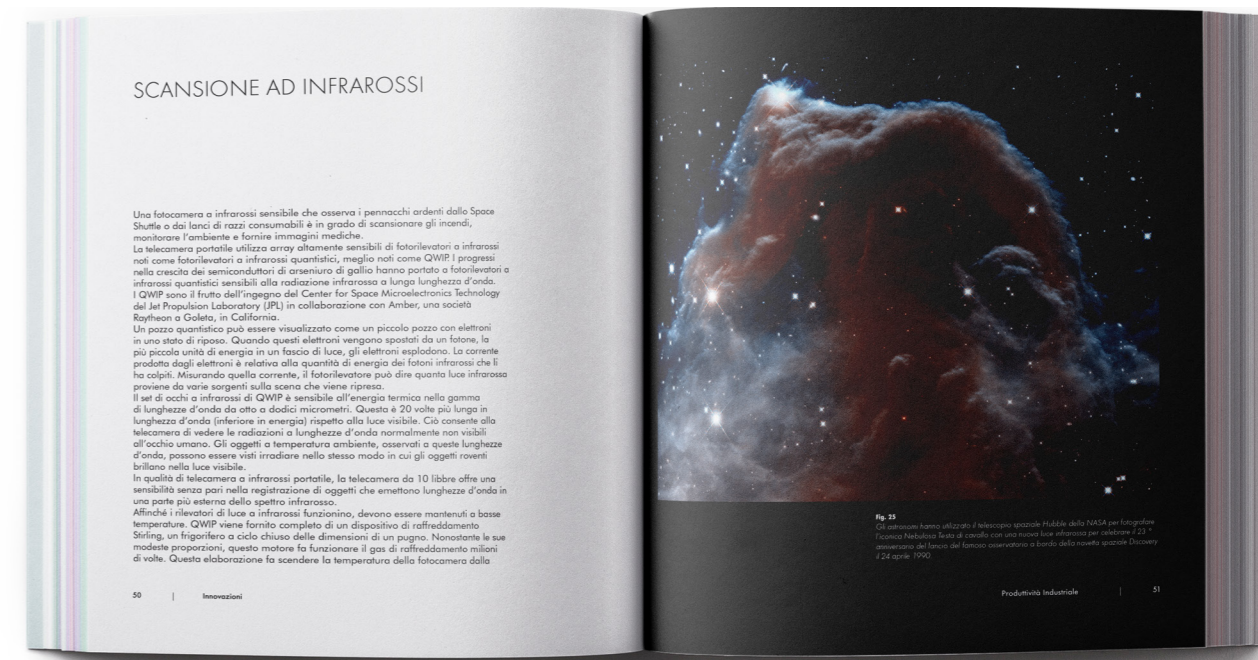 SCANSIONE AD INFRAROSSI
Una fotocamera a infrarossi sensibile che osserva i pennacchi ardenti dallo Space
Shuttle o dai lanci di razzi consumabili è in grado di scansionare gli incendi,
monitorare l'ambiente e fornire immagini mediche.
La telecamera portatile utilizza array altamente sensibili di fotorilevatori a infrarossi
noti come fotorilevatori a infrarossi quantistici, meglio noti come QWIP. I progressi
nella crescita dei semiconduttori di arseniuro di gallio hanno portato a fotorilevatori a
infrarossi quantistici sensibili alla radiazione infrarossa a lunga lunghezza d'onda.
I QWIP sono il frutto dell'ingegno del Center for Space Microelectronics Technology
del Jet Propulsion Laboratory (JPL) in collaborazione con Amber, una società
Raytheon a Goleta, in California.
Un pozzo quantistico può essere visualizzato come un piccolo pozzo con elettroni
in uno stato di riposo. Quando questi elettroni vengono spostati da un fotone, la
più piccola unità di energia in un fascio di luce, gli elettroni esplodono. La corrente
prodotta dagli elettroni è relativa alla quantità di energia dei fotoni infrarossi che li
ha colpiti. Misurando quella corrente, il fotorilevatore può dire quanta luce infrarossa
proviene da varie sorgenti sulla scena che viene ripresa.
Il set di occhi a infrarossi di QWIP è sensibile all'energia termica nella gamma
di lunghezze d'onda da otto a dodici micrometri. Questa è 20 volte più lunga in
lunghezza d'onda (inferiore in energia) rispetto alla luce visibile. Ciò consente alla
telecamera di vedere le radiazioni a lunghezze d'onda normalmente non visibili
all'occhio umano. Gli oggetti a temperatura ambiente, osservati a queste lunghezze
d'onda, possono essere visti irradiare nello stesso modo in cui gli oggetti roventi
brillano nella luce visibile.
In qualità di telecamera a infrarossi portatile, la telecamera da 10 libbre offre una
sensibilità senza pari nella registrazione di oggetti che emettono lunghezze d'onda in
una parte più esterna dello spettro infrarosso.
Affinché i rilevatori di luce a infrarossi funzionino, devono essere mantenuti a basse
temperature. QWIP viene fornito completo di un dispositivo di raffreddamento
Stirling, un frigorifero a ciclo chiuso delle dimensioni di un pugno. Nonostante le sue
modeste proporzioni, questo motore fa funzionare il gas di raffreddamento milioni
di volte. Questa elaborazione fa scendere la temperatura della fotocamera dalla
50 | Innovazioni
Fig. 25
Gli astronomi hanno utilizzato il telescopio spaziale Hubble della NASA per fotografare
l'iconica Nebulosa Testa di cavallo con una nuova luce infrarossa per celebrare il 23 °
anniversario del lancio del famoso osservatorio a bordo della navetta spaziale Discovery
il 24 aprile 1990.
Produttività Industriale | 51